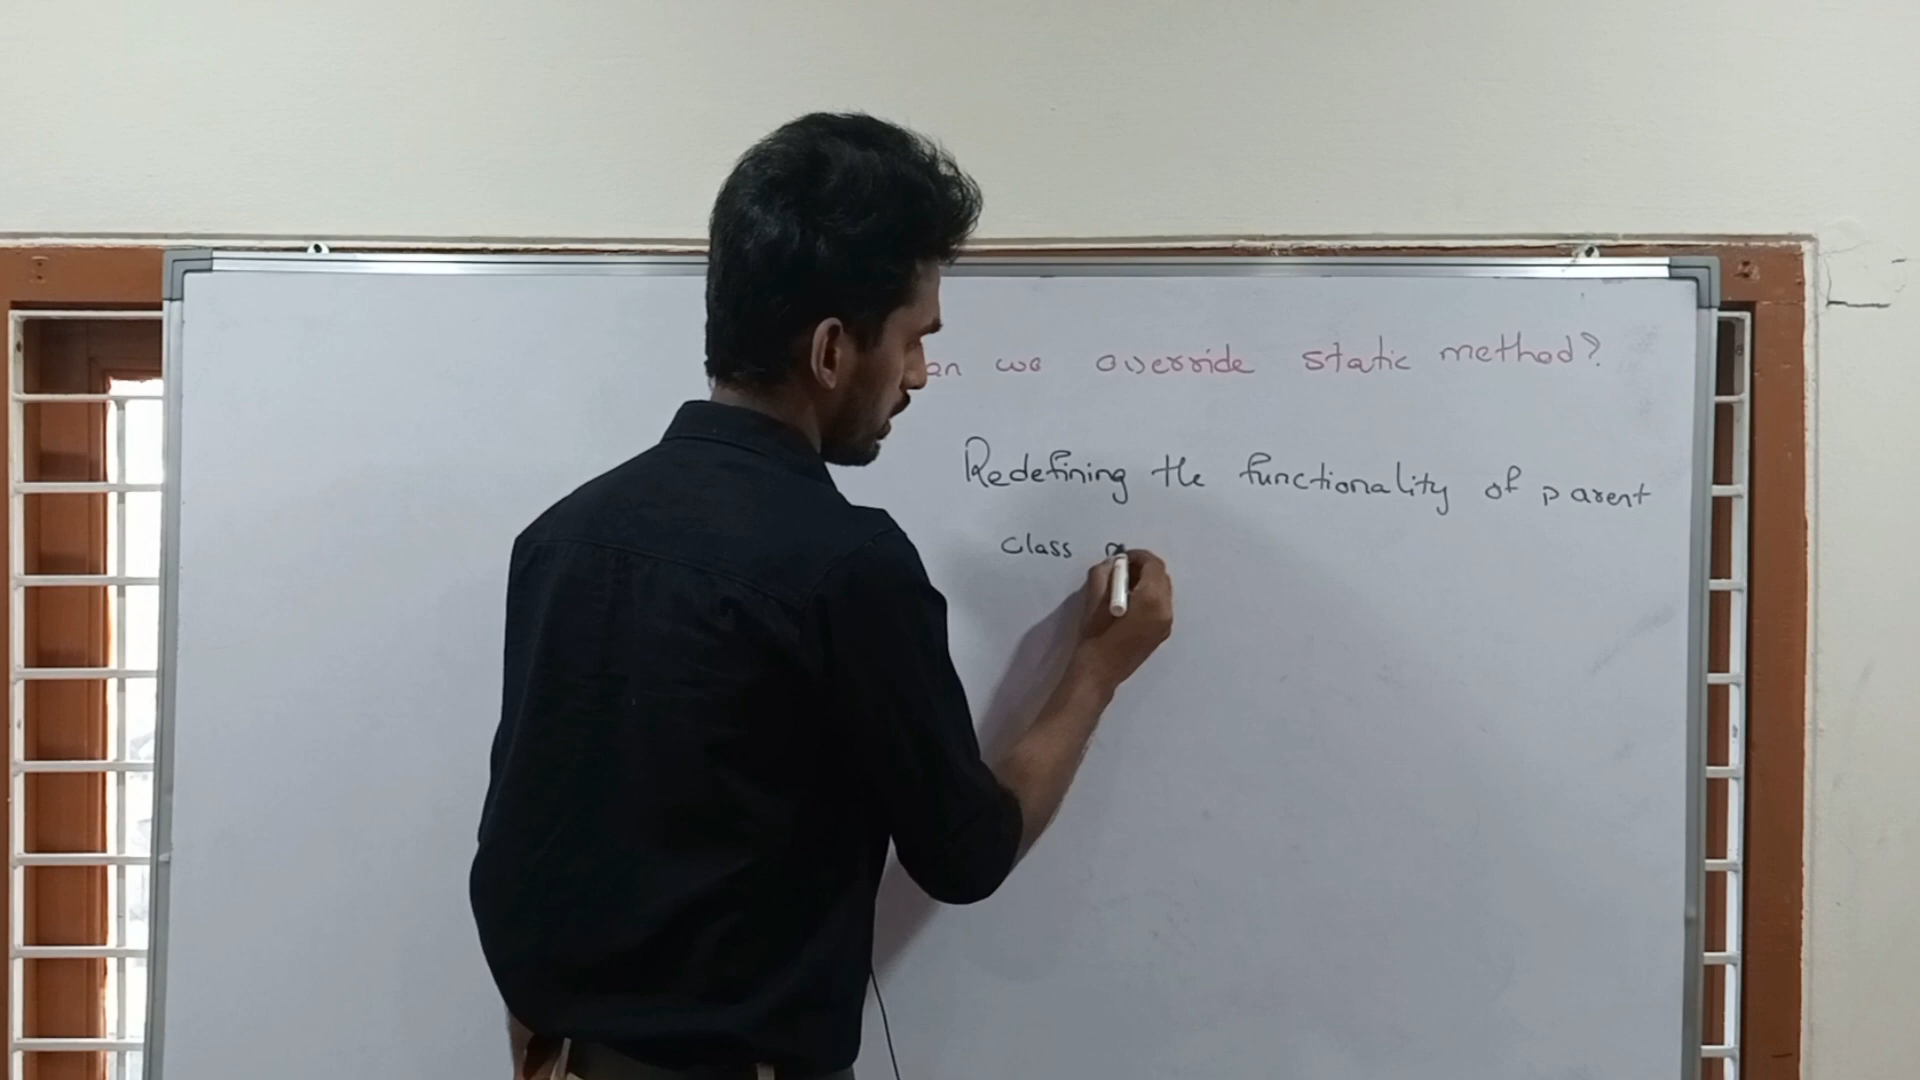 an we override static method?
Redefining the functionality of parent
class